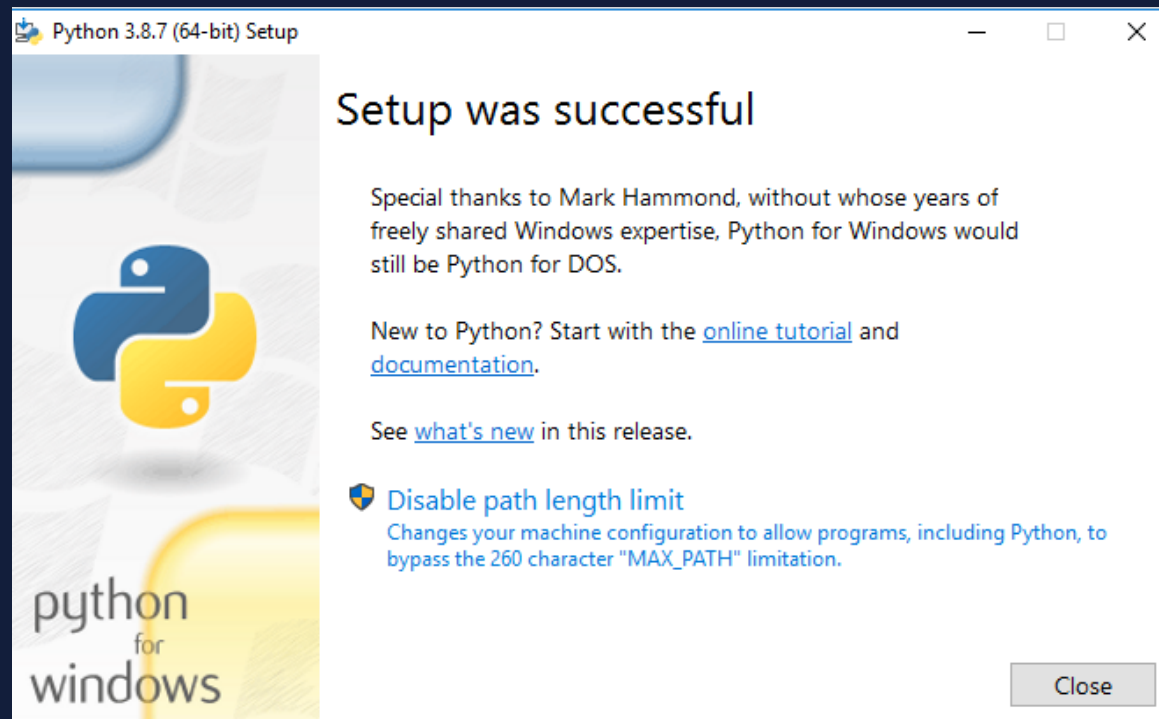 Python 3.8.7 (64-bit) Setup
Setup was successful
Special thanks to Mark Hammond, without whose years of
freely shared Windows expertise, Python for Windows would
still be Python for DOS.
New to Python? Start with the online tutorial and
documentation.
See what's new in this release.
Disable path length limit
Changes your machine configuration to allow programs, including Python, to
bypass the 260 character "MAX_PATH" limitation.
python
for
windows
Close